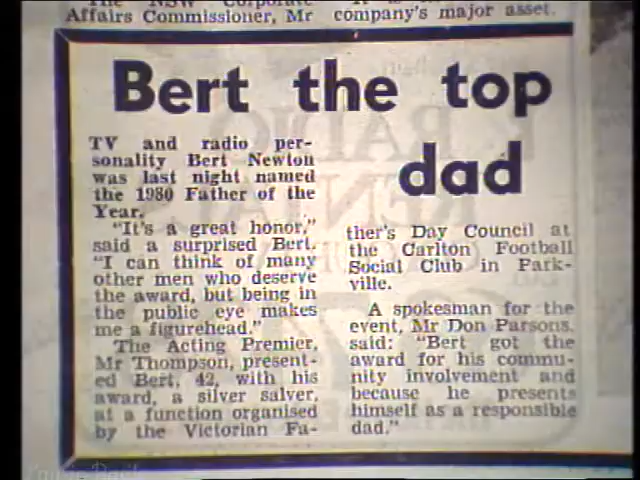 Affairs Commissioner, Mr
company's major asset.
Bert the top
dad
TV and radio per-
sonality Bert Newton
was last night named
the 1980 Father of the
Year.
"It's a great honor,"
said a surprised Bert.
"I can think of many
other men who deserve
the award, but being in
the public eye makes
me a figurehead."
The Acting Premier,
Mr Thompson, present-
ed Bert, 42, with his
award, a silver salver,
at a function organised
by the Victorian Fa-
ther's Day Council at
the Carlton Football
Social Club in Park-
ville.
A spokesman for the
event, Mr Don Parsons,
said: "Bert got the
award for his commu-
nity involvement and
because he presents
himself as a responsible
dad."